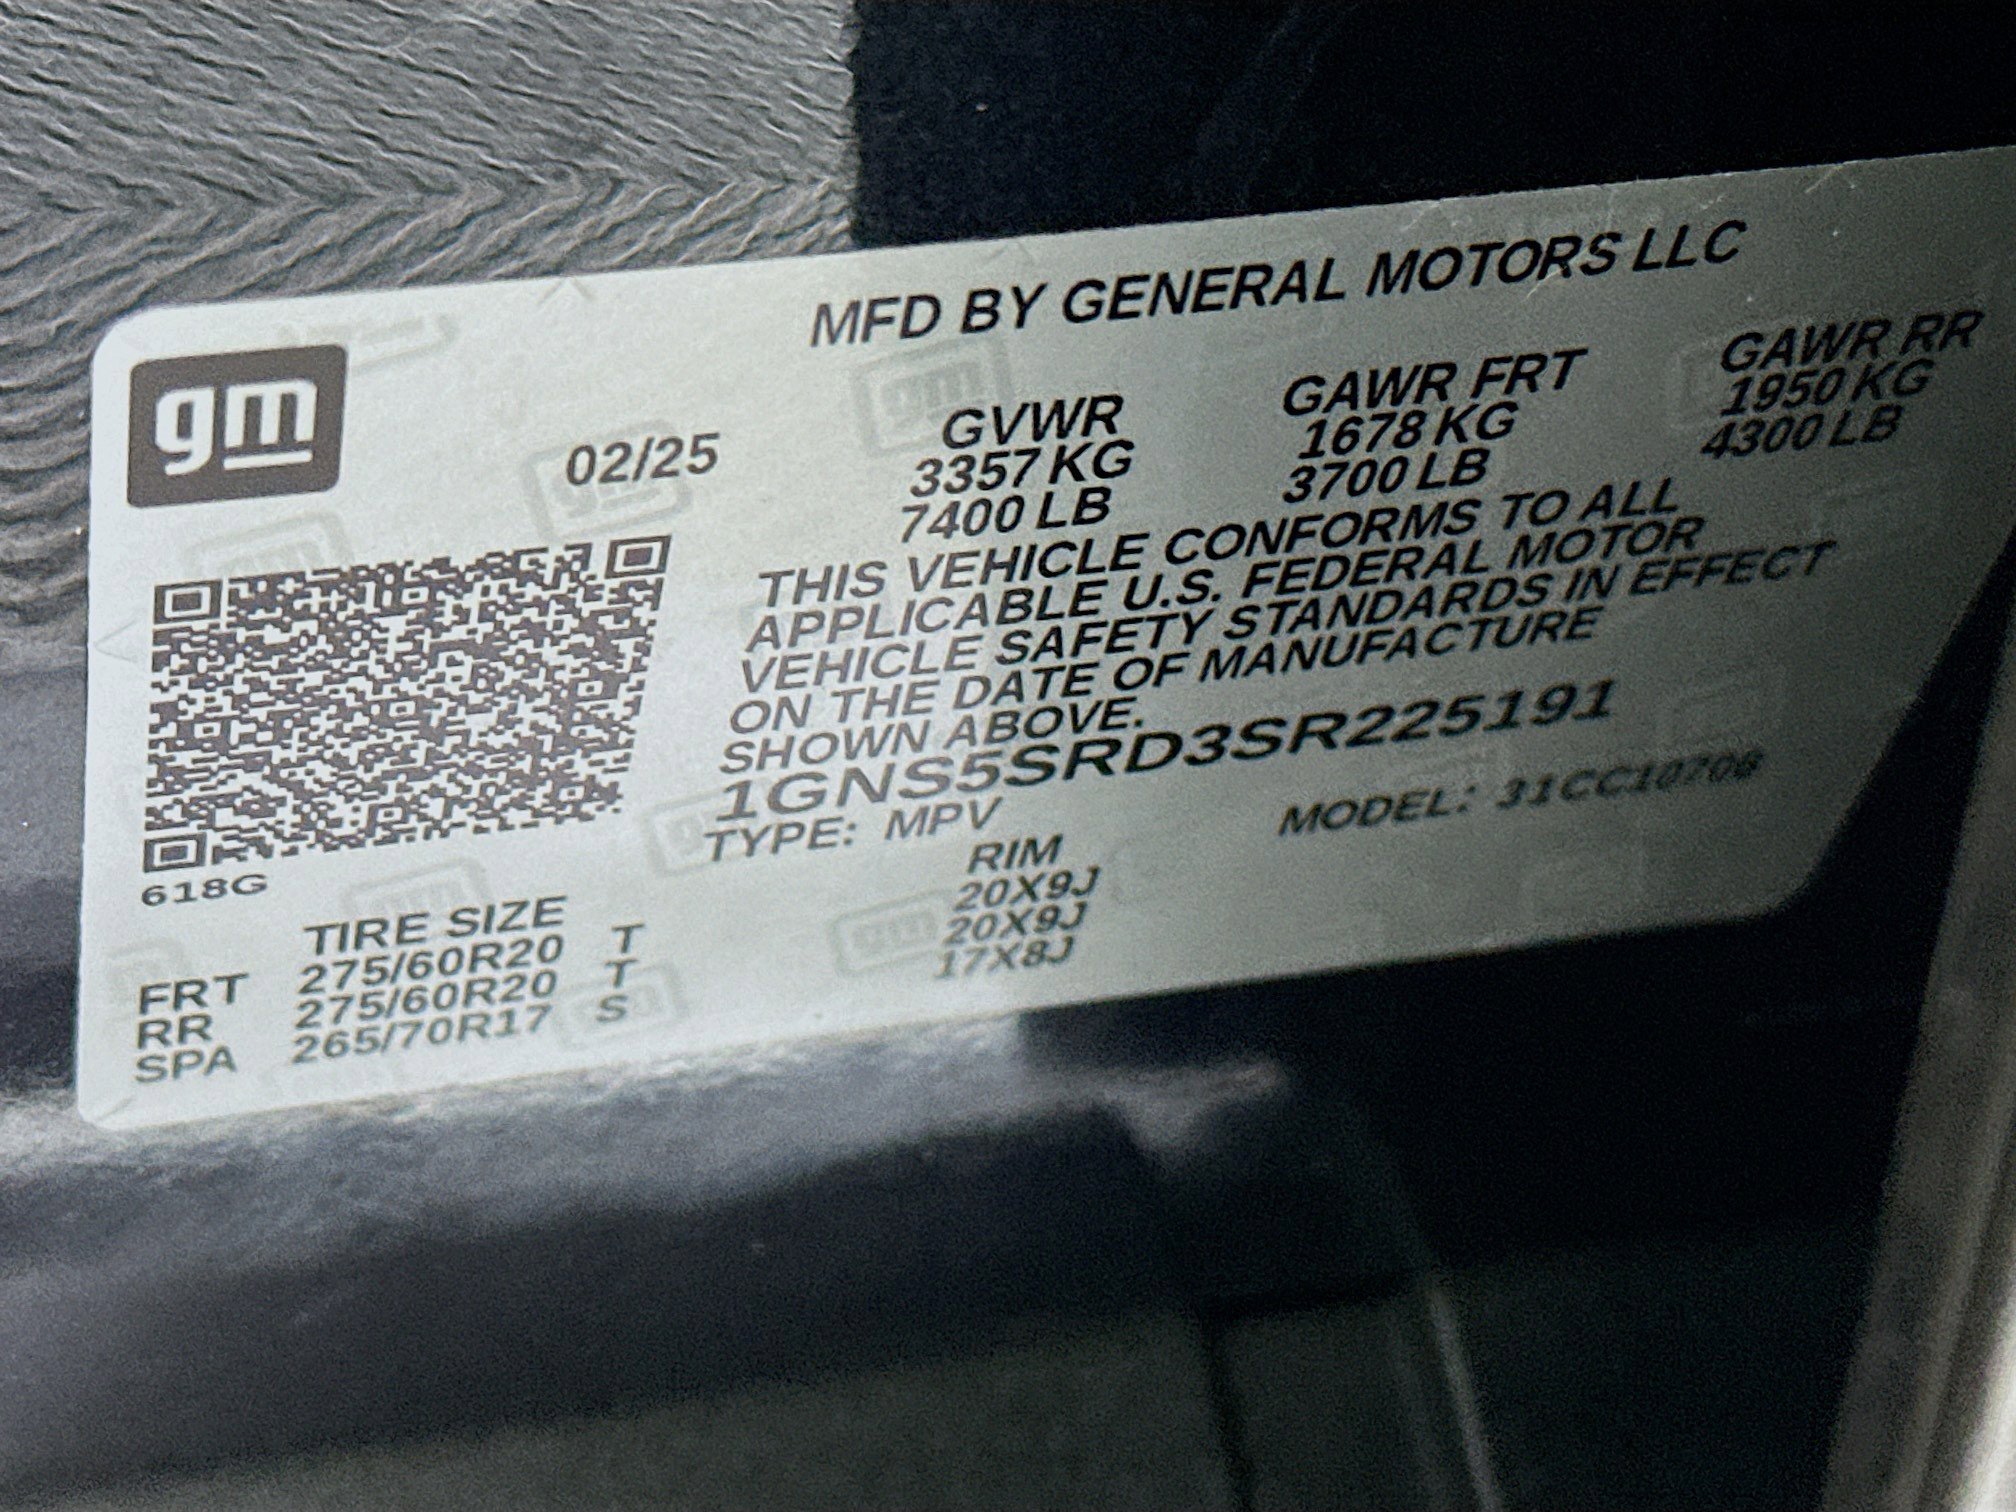 MFD BY GENERAL MOTORS LLC
gm
02/25
GVWR GAWR FRT GAWR RR
3357 KG 1678 KG 1950 KG
7400 LB 3700 LB 4300 LB
THIS VEHICLE CONFORMS TO ALL
APPLICABLE U.S. FEDERAL MOTOR
VEHICLE SAFETY STANDARDS IN EFFECT
ON THE DATE OF MANUFACTURE
SHOWN ABOVE.
1GNS5SRD3SR225191
TYPE: MPV MODEL: 31CC10706
618G
TIRE SIZE RIM
FRT 275/60R20 T 20X9J
RR 275/60R20 T 20X9J
SPA 265/70R17 S 17X8J